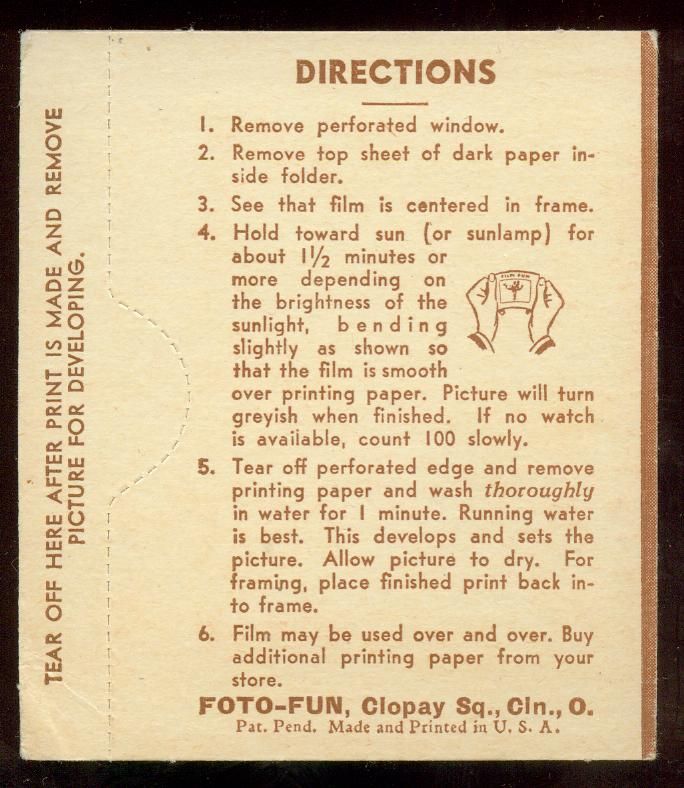 TEAR OFF HERE AFTER PRINT IS MADE AND REMOVE
PICTURE FOR DEVELOPING.
DIRECTIONS
1. Remove perforated window.
2. Remove top sheet of dark paper in-
side folder.
3. See that film is centered in frame.
4. Hold toward sun (or sunlamp) for
about 1½ minutes or
more depending on
the brightness of the
sunlight, bending
slightly as shown so
that the film is smooth
over printing paper. Picture will turn
greyish when finished. If no watch
is available, count 100 slowly.
FILM FUN
5. Tear off perforated edge and remove
printing paper and wash thoroughly
in water for 1 minute. Running water
is best. This develops and sets the
picture. Allow picture to dry. For
framing, place finished print back in-
to frame.
6. Film may be used over and over. Buy
additional printing paper from your
store.
FOTO-FUN, Clopay Sq., Cin., O.
Pat. Pend. Made and Printed in U. S. A.